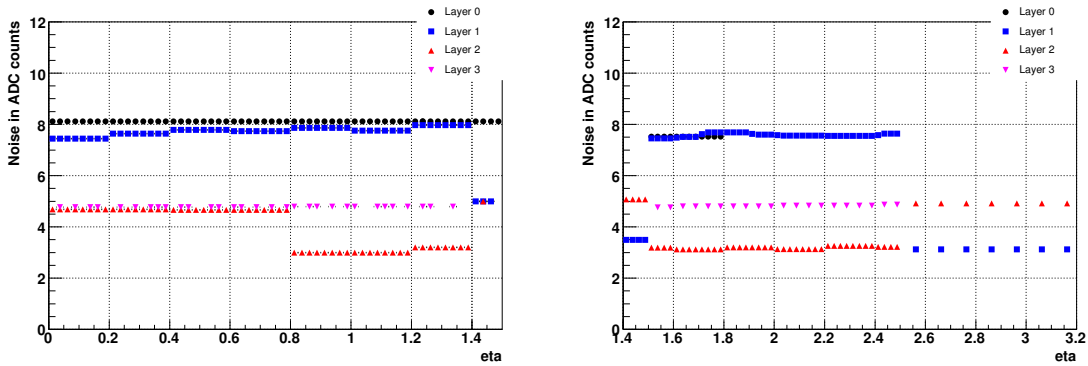 Noise in ADC counts
12
10
8
6
4
2
0
0 0.2 0.4 0.6 0.8 1 1.2 1.4
eta
Layer 0
Layer 1
Layer 2
Layer 3
Noise in ADC counts
12
10
8
6
4
2
0
1.4 1.6 1.8 2 2.2 2.4 2.6 2.8 3 3.2
eta
Layer 0
Layer 1
Layer 2
Layer 3